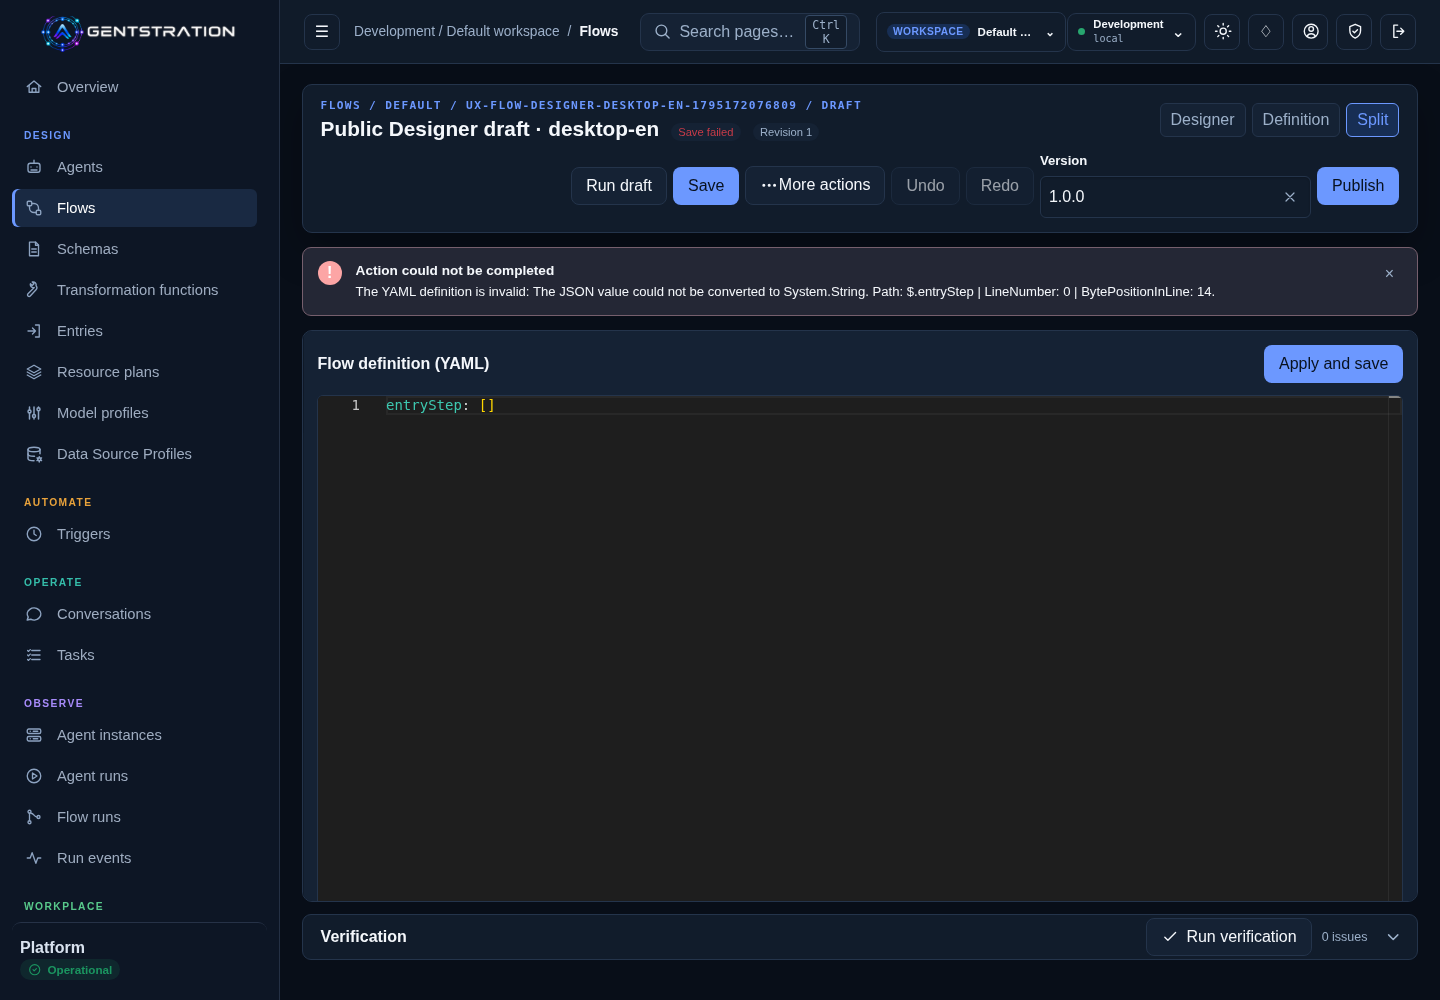 GENTSTRATION
Overview
DESIGN
Agents
Flows
Schemas
Transformation functions
Entries
Resource plans
Model profiles
Data Source Profiles
AUTOMATE
Triggers
OPERATE
Conversations
Tasks
OBSERVE
Agent instances
Agent runs
Flow runs
Run events
WORKPLACE
Platform
Operational
Development / Default workspace / Flows
Search pages…
Ctrl K
WORKSPACE
Default …
Development
local
FLOWS / DEFAULT / UX-FLOW-DESIGNER-DESKTOP-EN-1795172076809 / DRAFT
Public Designer draft · desktop-en
Save failed
Revision 1
Designer
Definition
Split
Run draft
Save
More actions
Undo
Redo
Version
1.0.0
Publish
Action could not be completed
The YAML definition is invalid: The JSON value could not be converted to System.String. Path: $.entryStep | LineNumber: 0 | BytePositionInLine: 14.
Flow definition (YAML)
Apply and save
1
entryStep: []
Verification
Run verification
0 issues